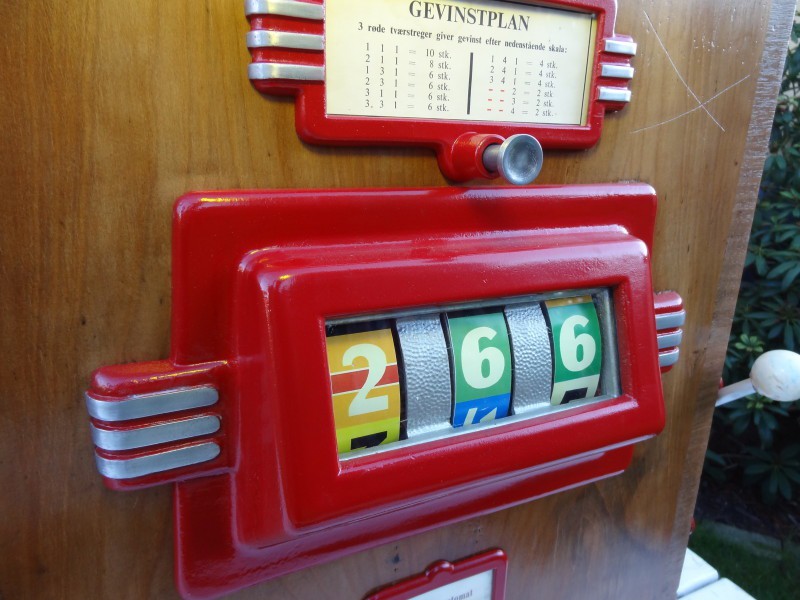 GEVINSTPLAN
3 røde tværstreger giver gevinst efter nedenstående skala:
1 1 1 = 10 stk.
2 1 1 = 8 stk.
1 3 1 = 6 stk.
2 3 1 = 6 stk.
3 1 1 = 6 stk.
3 3 1 = 6 stk.
1 4 1 = 4 stk.
2 4 1 = 4 stk.
3 4 1 = 4 stk.
- - 2 = 2 stk.
- - 3 = 2 stk.
- - 4 = 2 stk.
2 6 6